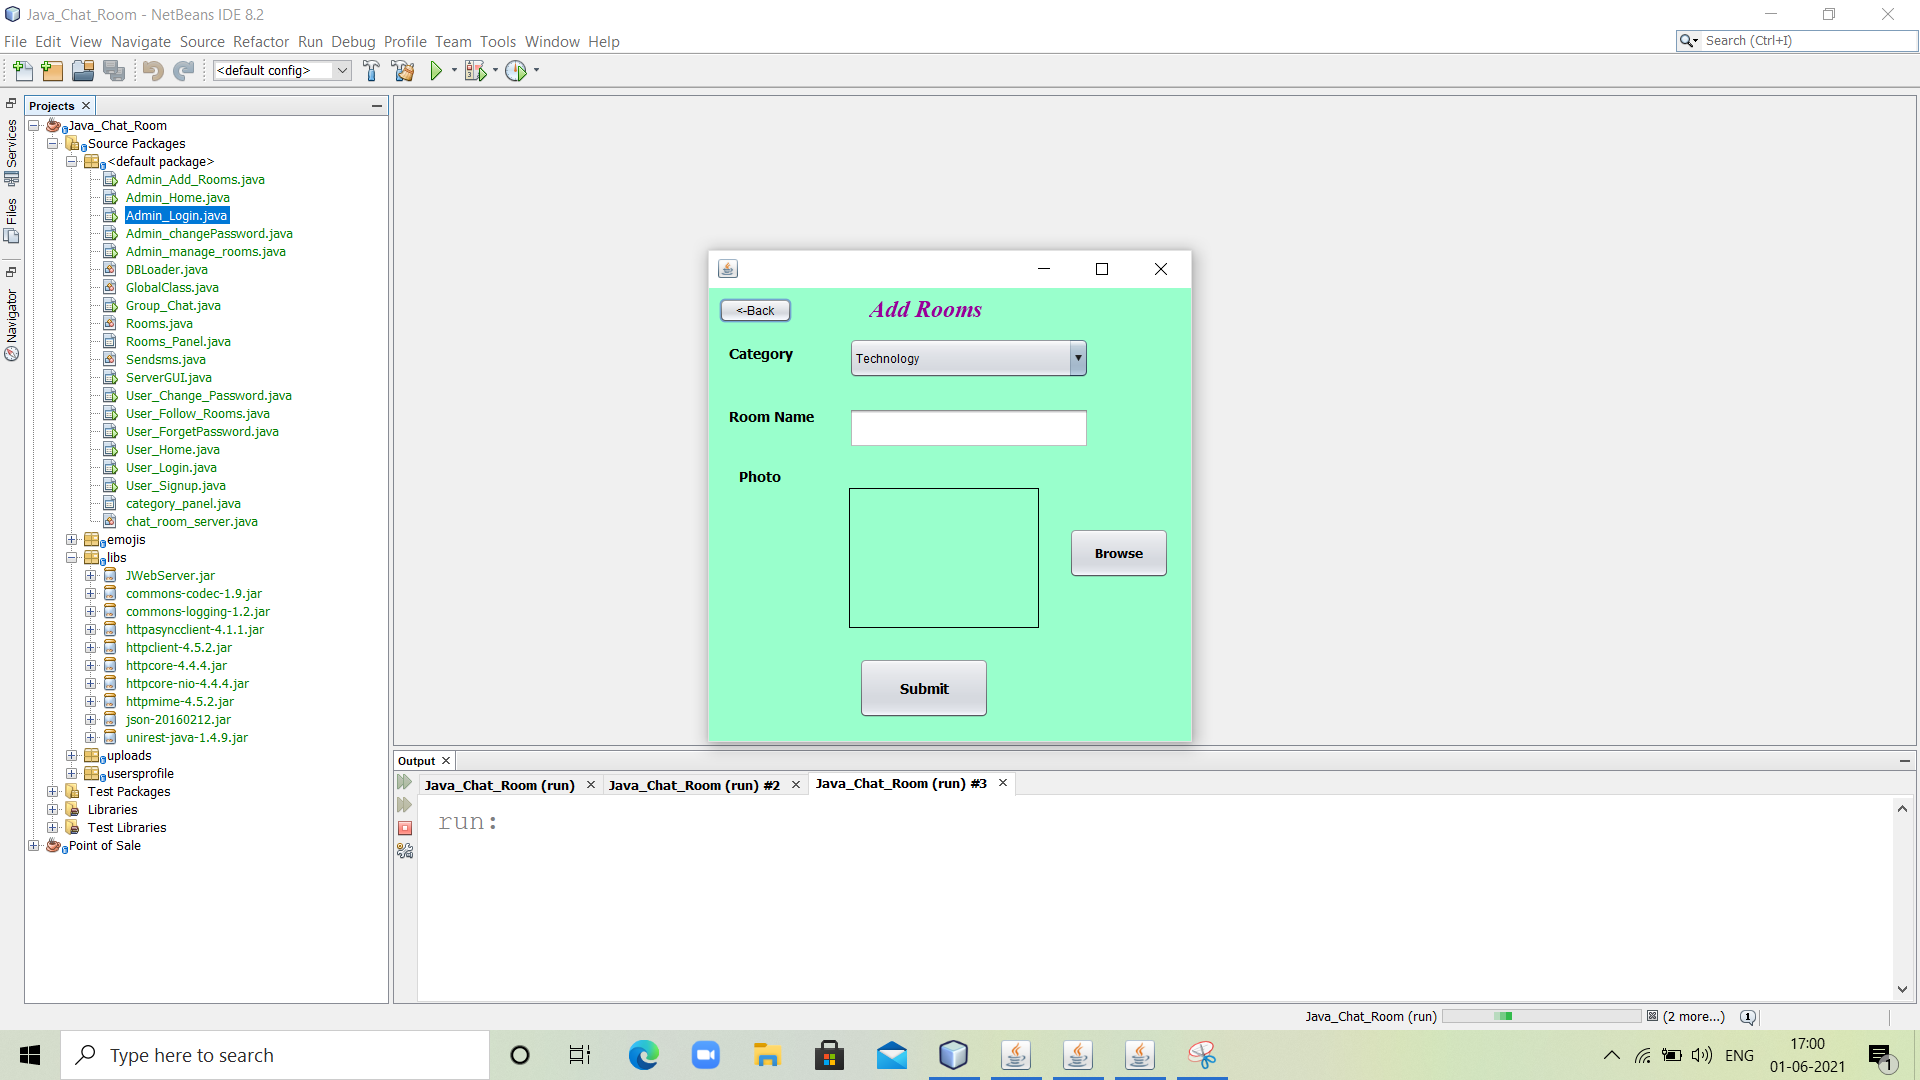 Java_Chat_Room - NetBeans IDE 8.2
File Edit View Navigate Source Refactor Run Debug Profile Team Tools Window Help
Search (Ctrl+I)
<default config>
Services
Files
Navigator
Projects
Java_Chat_Room
Source Packages
<default package>
Admin_Add_Rooms.java
Admin_Home.java
Admin_Login.java
Admin_changePassword.java
Admin_manage_rooms.java
DBLoader.java
GlobalClass.java
Group_Chat.java
Rooms.java
Rooms_Panel.java
Sendsms.java
ServerGUI.java
User_Change_Password.java
User_Follow_Rooms.java
User_ForgetPassword.java
User_Home.java
User_Login.java
User_Signup.java
category_panel.java
chat_room_server.java
emojis
libs
JWebServer.jar
commons-codec-1.9.jar
commons-logging-1.2.jar
httpasyncclient-4.1.1.jar
httpclient-4.5.2.jar
httpcore-4.4.4.jar
httpcore-nio-4.4.4.jar
httpmime-4.5.2.jar
json-20160212.jar
unirest-java-1.4.9.jar
uploads
usersprofile
Test Packages
Libraries
Test Libraries
Point of Sale
<-Back
Add Rooms
Category
Technology
Room Name
Photo
Browse
Submit
Output
Java_Chat_Room (run)
Java_Chat_Room (run) #2
Java_Chat_Room (run) #3
run:
Java_Chat_Room (run)
(2 more...)
1
Type here to search
ENG
17:00
01-06-2021
1